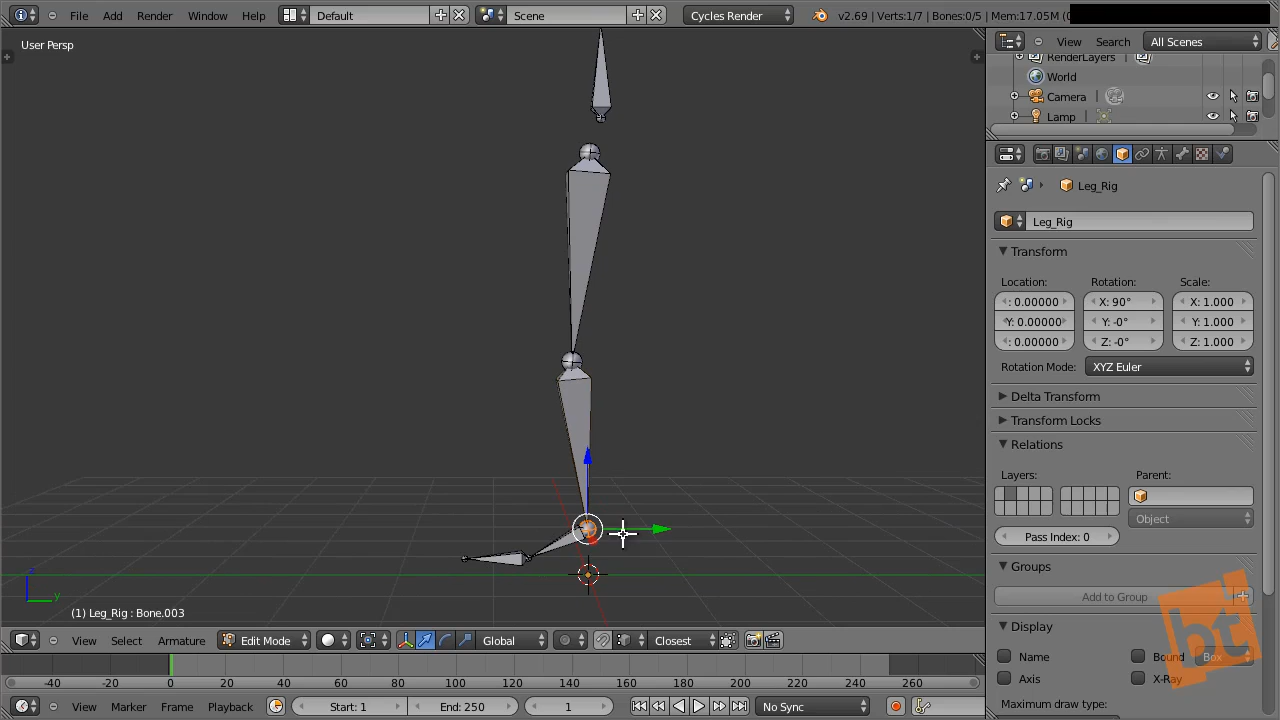 File Add Render Window Help Default Scene Cycles Render v2.69 | Verts:1/7 | Bones:0/5 | Mem:17.05M (0
User Persp
View Search All Scenes
RenderLayers
World
Camera
Lamp
Leg_Rig
Leg_Rig
Transform
Location: Rotation: Scale:
: 0.00000 X: 90° X: 1.000
Y: 0.00000 Y: -0° Y: 1.000
: 0.00000 Z: -0° Z: 1.000
Rotation Mode: XYZ Euler
Delta Transform
Transform Locks
Relations
Layers: Parent:
Object
Pass Index: 0
Groups
Add to Group
Display
Name Bound Box
Axis X-Ray
Maximum draw type:
z
y
(1) Leg_Rig : Bone.003
View Select Armature Edit Mode Global Closest
-40 -20 0 20 40 60 80 100 120 140 160 180 200 220 240 260
View Marker Frame Playback Start: 1 End: 250 1 No Sync
bt